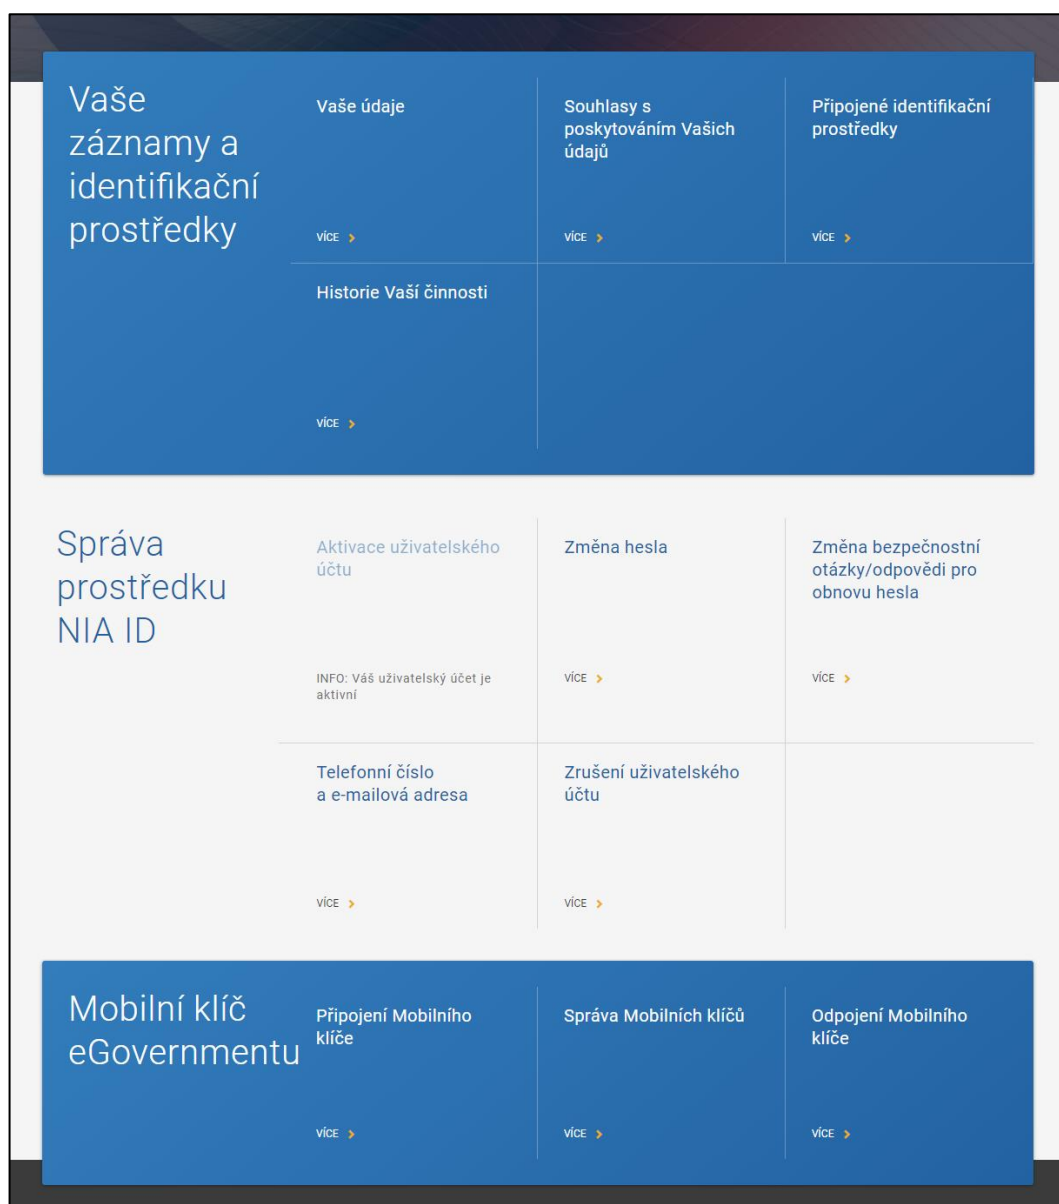 Vaše
záznamy a
identifikační
prostředky
Vaše údaje
VÍCE
Souhlasy s
poskytováním Vašich
údajů
VÍCE
Připojené identifikační
prostředky
VÍCE
Historie Vaší činnosti
VÍCE
Správa
prostředku
NIA ID
Aktivace uživatelského
účtu
INFO: Váš uživatelský účet je
aktivní
Změna hesla
VÍCE
Změna bezpečnostní
otázky/odpovědi pro
obnovu hesla
VÍCE
Telefonní číslo
a e-mailová adresa
VÍCE
Zrušení uživatelského
účtu
VÍCE
Mobilní klíč
eGovernmentu
Připojení Mobilního
klíče
VÍCE
Správa Mobilních klíčů
VÍCE
Odpojení Mobilního
klíče
VÍCE